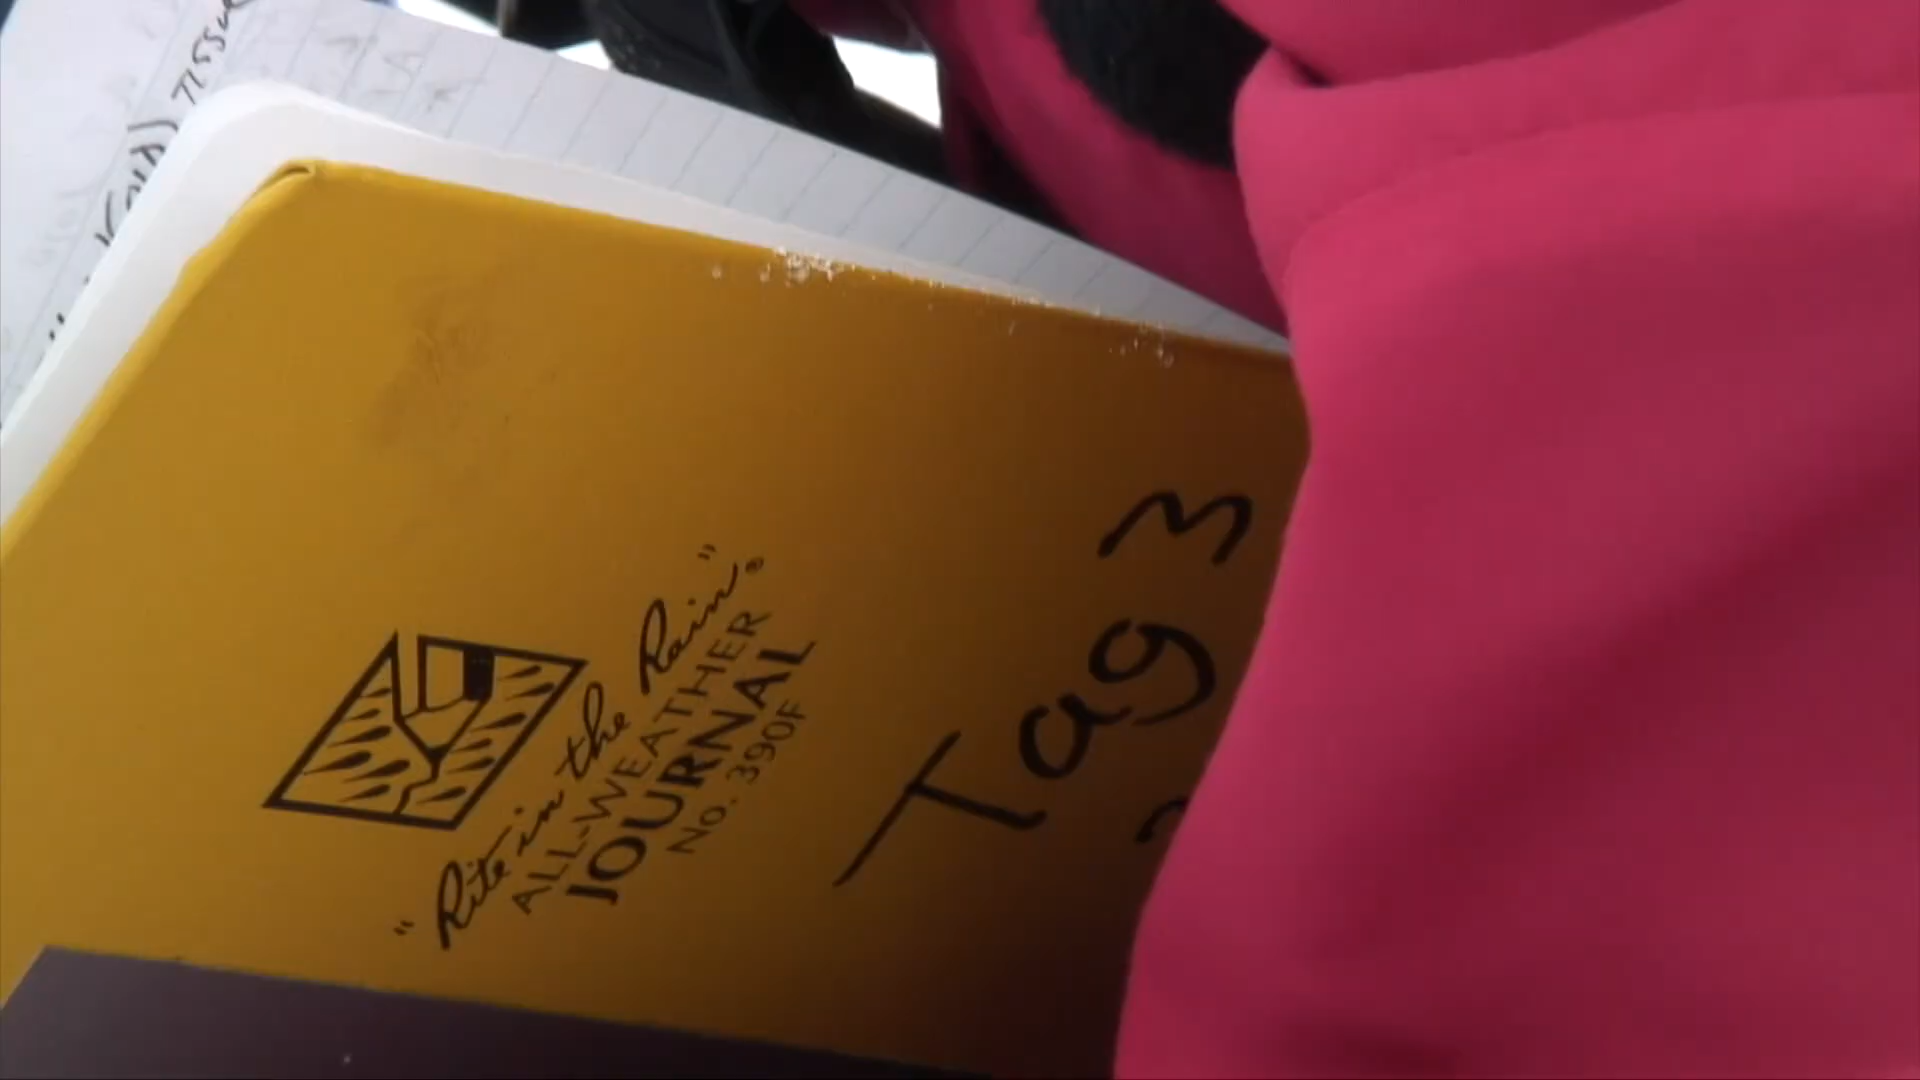 "Rite in the Rain"®
ALL-WEATHER
JOURNAL
No. 390F
Tag 3